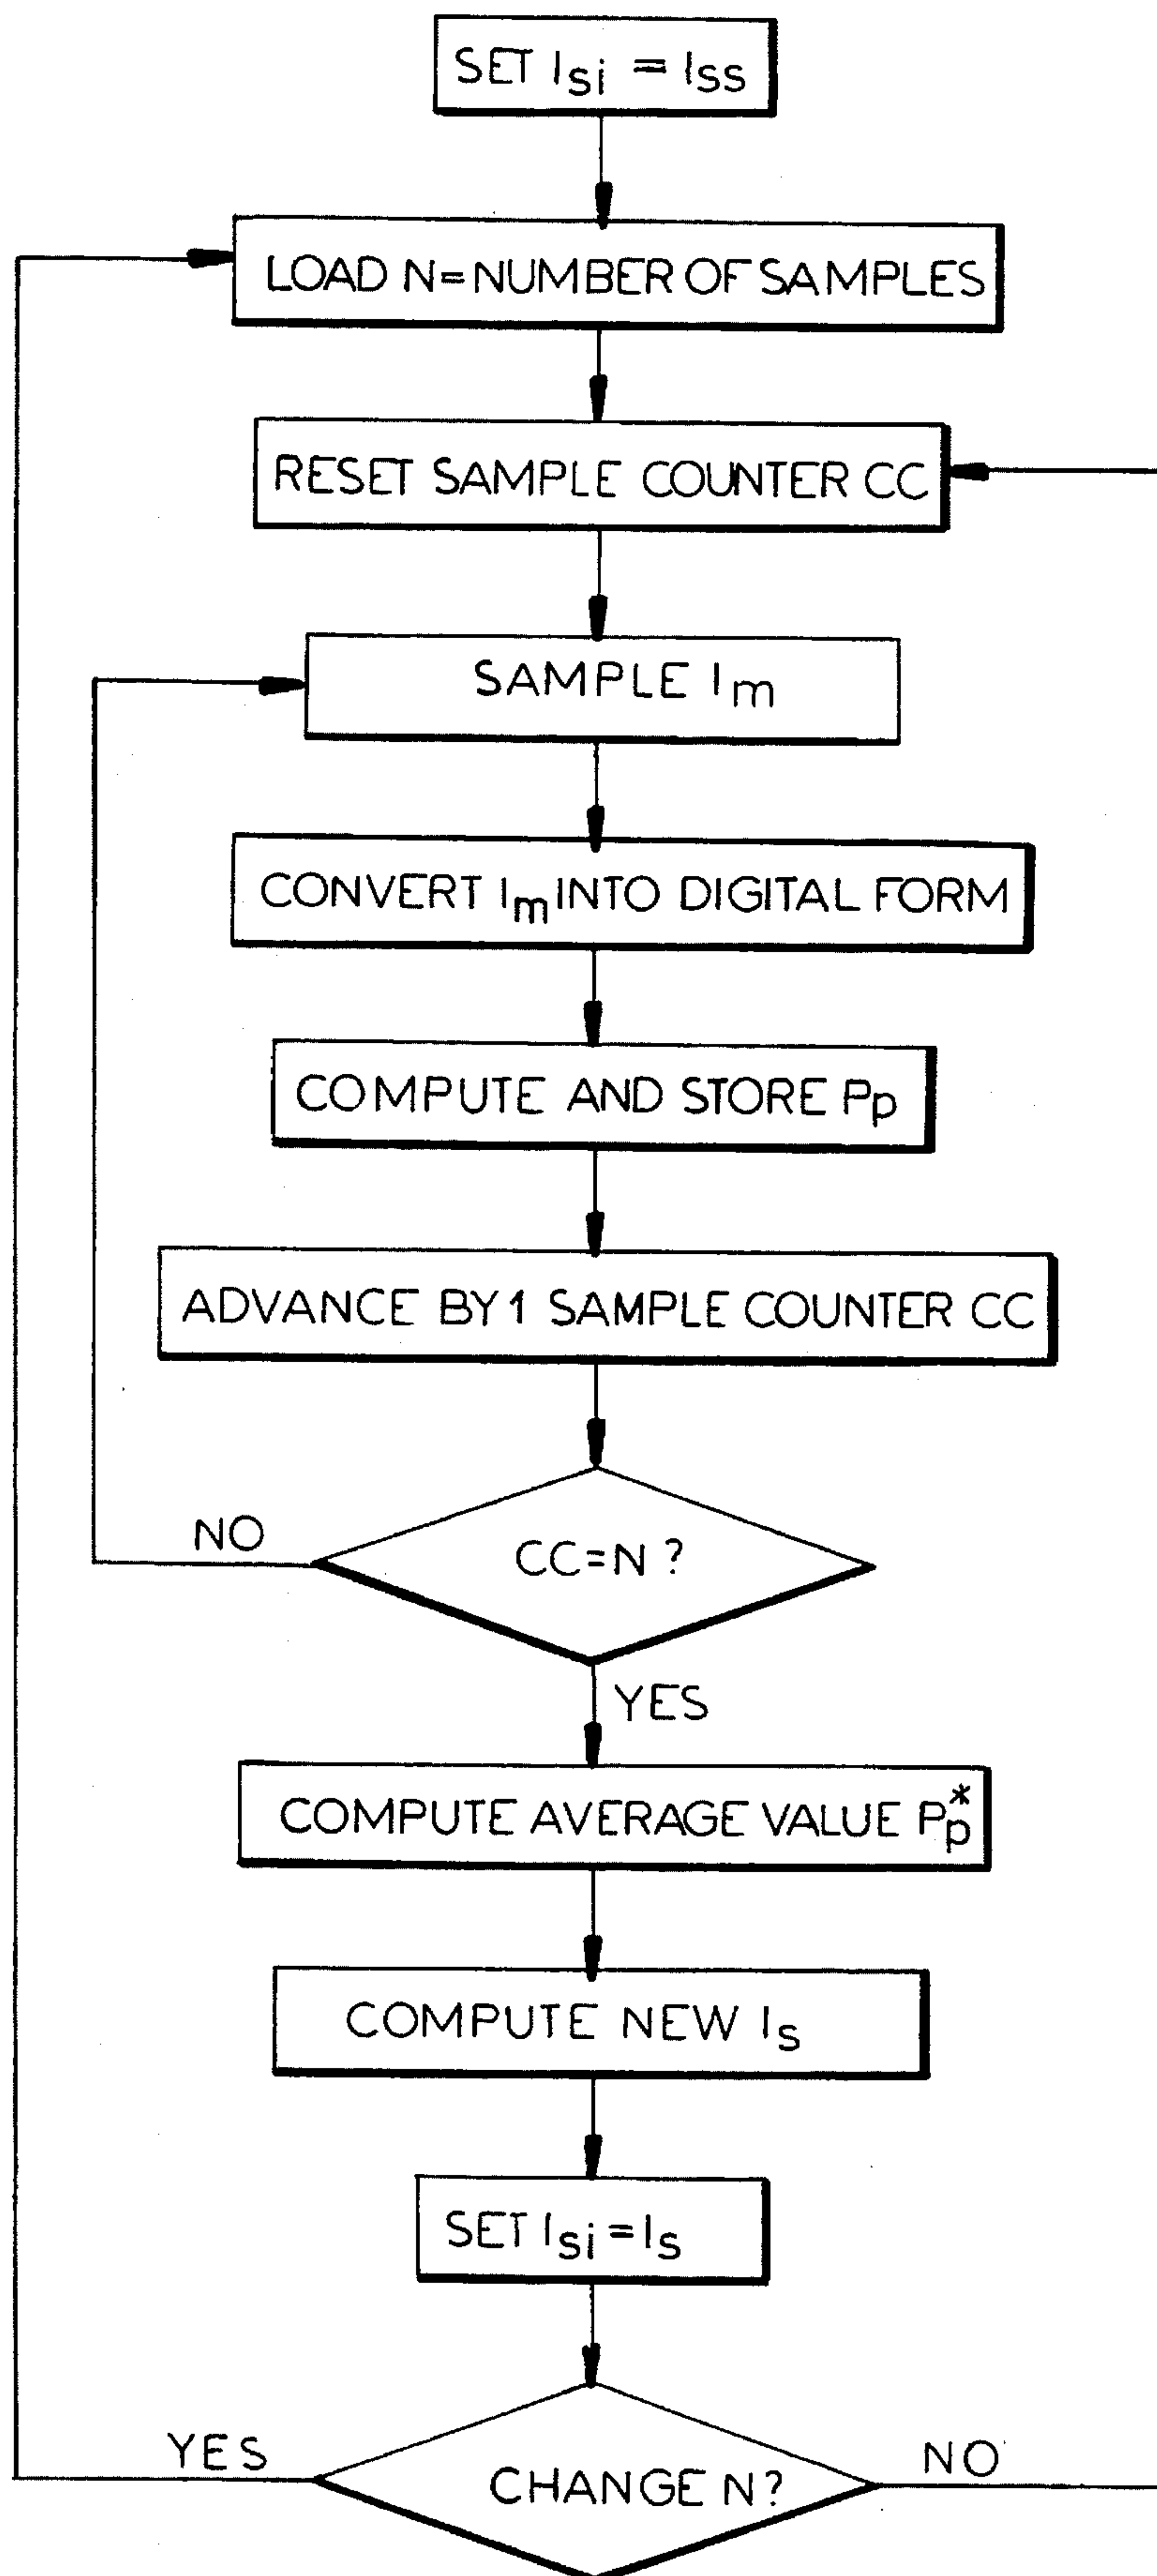 SET Isi = Iss
LOAD N=NUMBER OF SAMPLES
RESET SAMPLE COUNTER CC
SAMPLE Im
CONVERT Im INTO DIGITAL FORM
COMPUTE AND STORE Pp
ADVANCE BY 1 SAMPLE COUNTER CC
NO
CC=N ?
YES
COMPUTE AVERAGE VALUE Pp*
COMPUTE NEW Is
SET Isi=Is
YES
CHANGE N?
NO